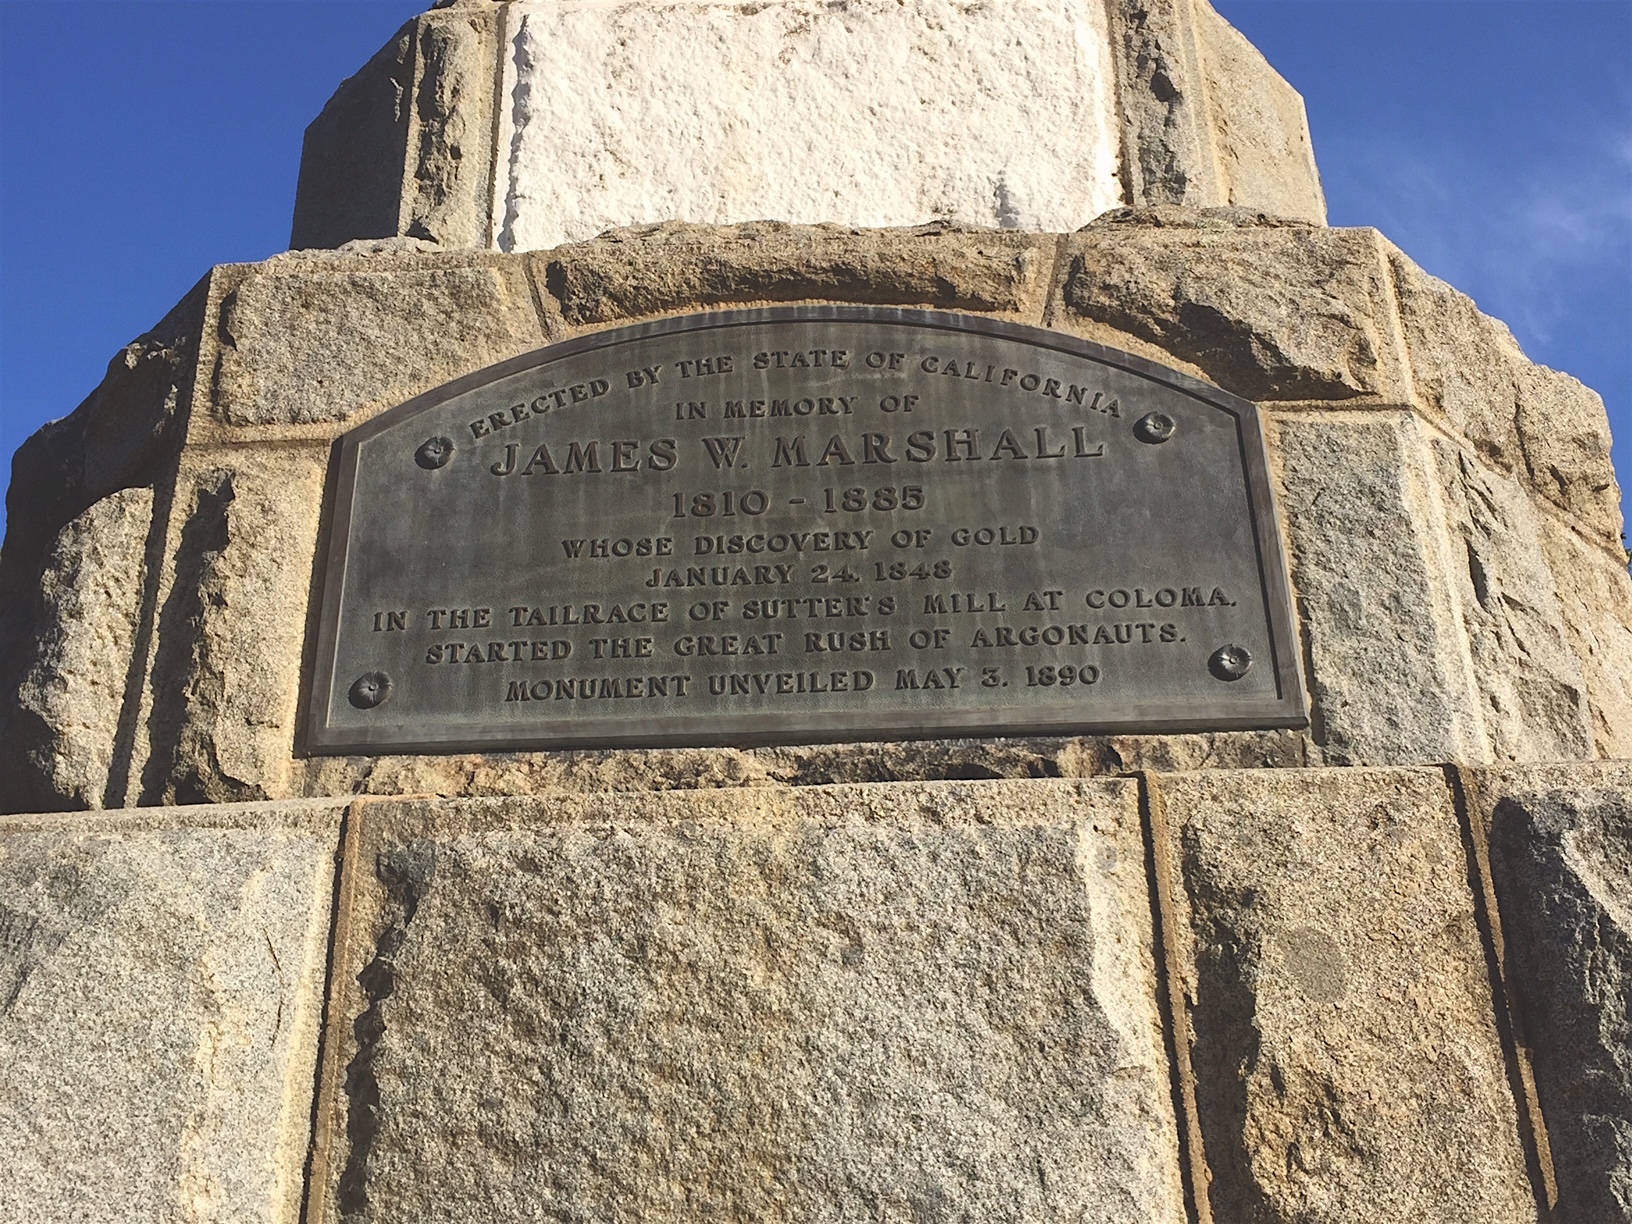 ERECTED BY THE STATE OF CALIFORNIA
IN MEMORY OF
JAMES W. MARSHALL
1810 - 1885
WHOSE DISCOVERY OF GOLD
JANUARY 24. 1848
IN THE TAILRACE OF SUTTER'S MILL AT COLOMA.
STARTED THE GREAT RUSH OF ARGONAUTS.
MONUMENT UNVEILED MAY 3. 1890